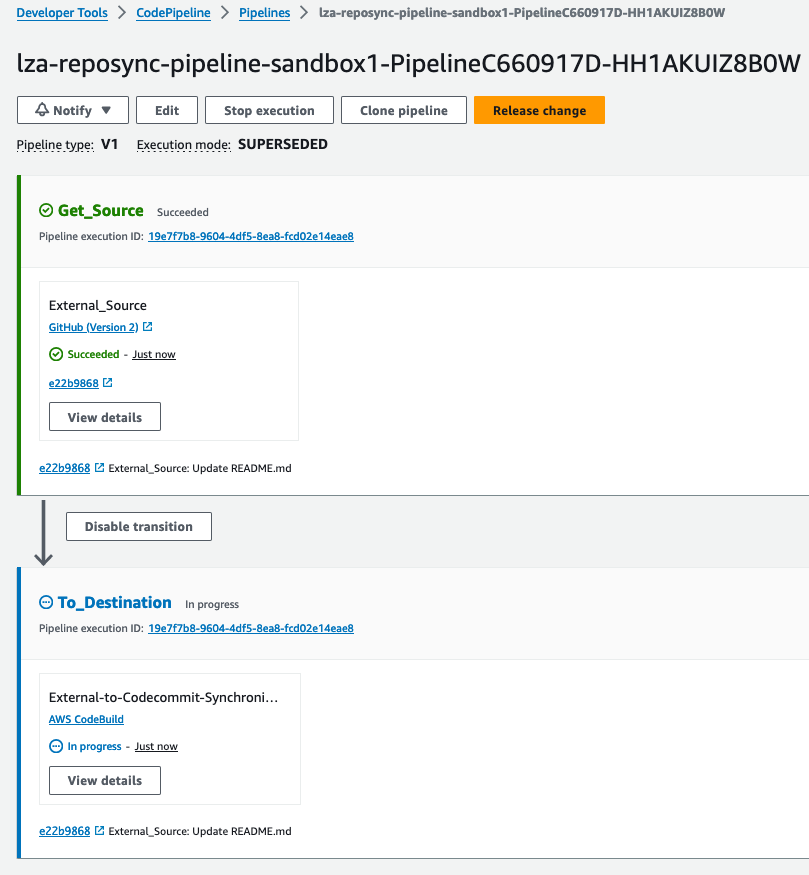 Developer Tools > CodePipeline > Pipelines > lza-reposync-pipeline-sandbox1-PipelineC660917D-HH1AKUIZ8B0W
lza-reposync-pipeline-sandbox1-PipelineC660917D-HH1AKUIZ8B0W
Notify Edit Stop execution Clone pipeline Release change
Pipeline type: V1 Execution mode: SUPERSEDED
Get_Source Succeeded
Pipeline execution ID: 19e7f7b8-9604-4df5-8ea8-fcd02e14eae8
External_Source
GitHub (Version 2)
Succeeded - Just now
e22b9868
View details
e22b9868 External_Source: Update README.md
Disable transition
To_Destination In progress
Pipeline execution ID: 19e7f7b8-9604-4df5-8ea8-fcd02e14eae8
External-to-Codecommit-Synchroni…
AWS CodeBuild
In progress - Just now
View details
e22b9868 External_Source: Update README.md